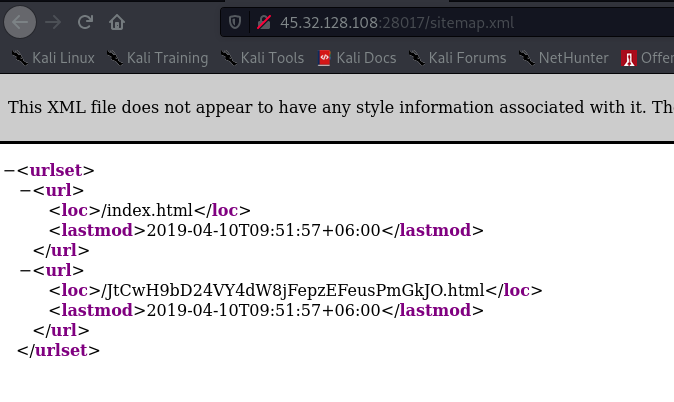 45.32.128.108:28017/sitemap.xml
Kali Linux Kali Training Kali Tools Kali Docs Kali Forums NetHunter Offen
This XML file does not appear to have any style information associated with it. The
−<urlset>
−<url>
<loc>/index.html</loc>
<lastmod>2019-04-10T09:51:57+06:00</lastmod>
</url>
−<url>
<loc>/JtCwH9bD24VY4dW8jFepzEFeusPmGkJO.html</loc>
<lastmod>2019-04-10T09:51:57+06:00</lastmod>
</url>
</urlset>